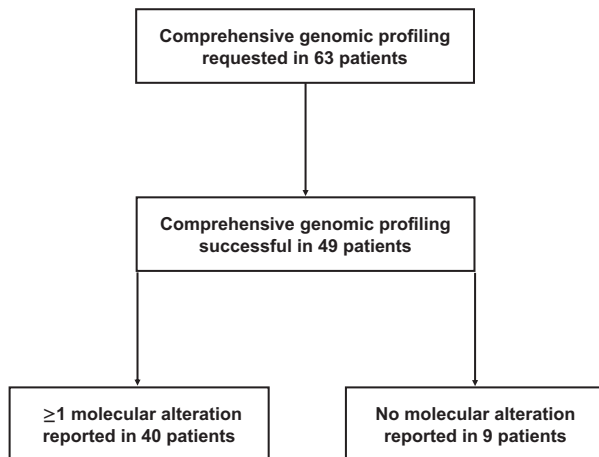 Comprehensive genomic profiling
requested in 63 patients
Comprehensive genomic profiling
successful in 49 patients
≥1 molecular alteration
reported in 40 patients
No molecular alteration
reported in 9 patients